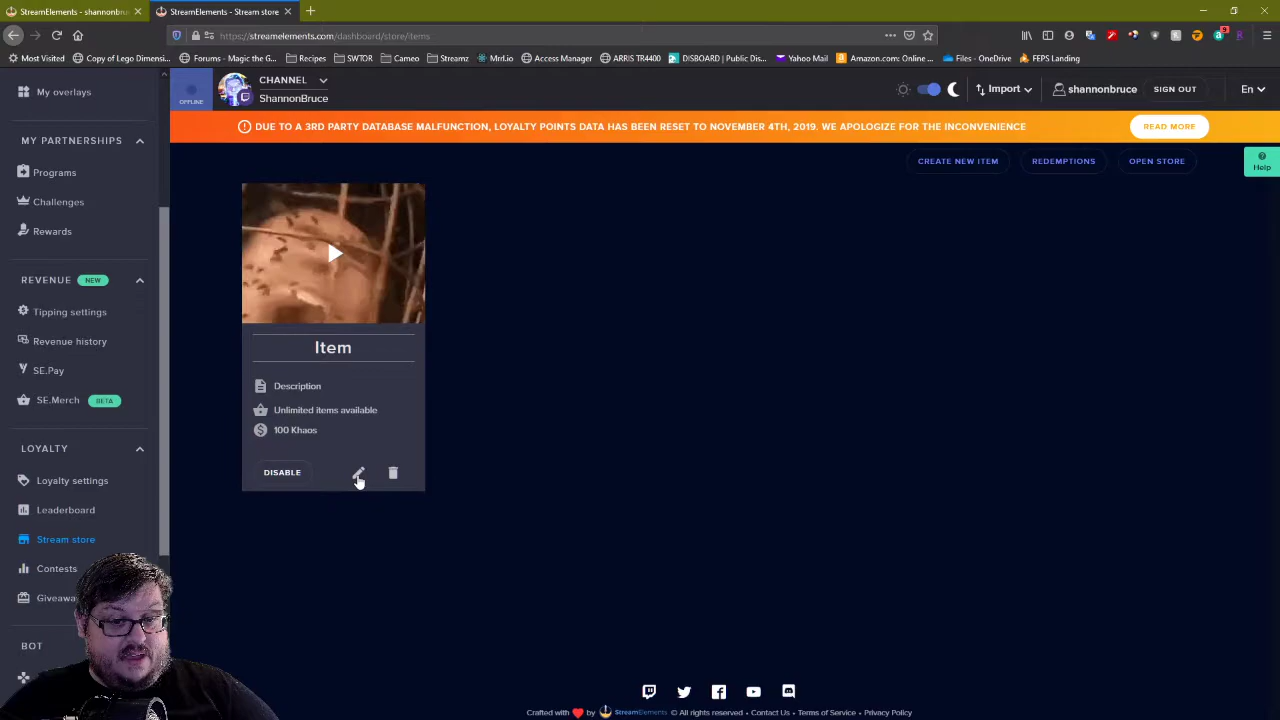 StreamElements - shannonbru
StreamElements - Stream store
https://streamelements.com/dashboard/store/items
Most Visited
Copy of Lego Dimensi...
Forums - Magic the G...
Recipes
SWTOR
Cameo
Streamz
Mrl.io
Access Manager
ARRIS TR4400
DISBOARD | Public Dis...
Yahoo Mail
Amazon.com: Online ...
Files - OneDrive
FEPS Landing
My overlays
MY PARTNERSHIPS
Programs
Challenges
Rewards
REVENUE NEW
Tipping settings
Revenue history
SE.Pay
SE.Merch BETA
LOYALTY
Loyalty settings
Leaderboard
Stream store
Contests
Giveawa
BOT
OFFLINE
CHANNEL
ShannonBruce
Import
shannonbruce
SIGN OUT
En
DUE TO A 3RD PARTY DATABASE MALFUNCTION, LOYALTY POINTS DATA HAS BEEN RESET TO NOVEMBER 4TH, 2019. WE APOLOGIZE FOR THE INCONVENIENCE
READ MORE
CREATE NEW ITEM
REDEMPTIONS
OPEN STORE
Help
Item
Description
Unlimited items available
100 Khaos
DISABLE
Crafted with by StreamElements © All rights reserved • Contact Us • Terms of Service • Privacy Policy